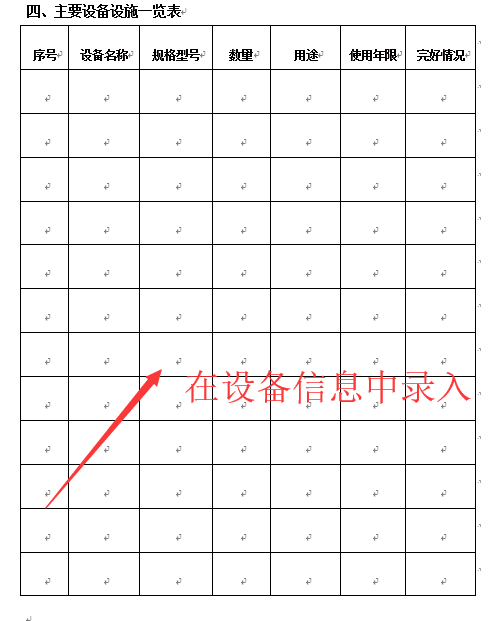 四、主要设备设施一览表
序号 设备名称 规格型号 数量 用途 使用年限 完好情况
在设备信息中录入